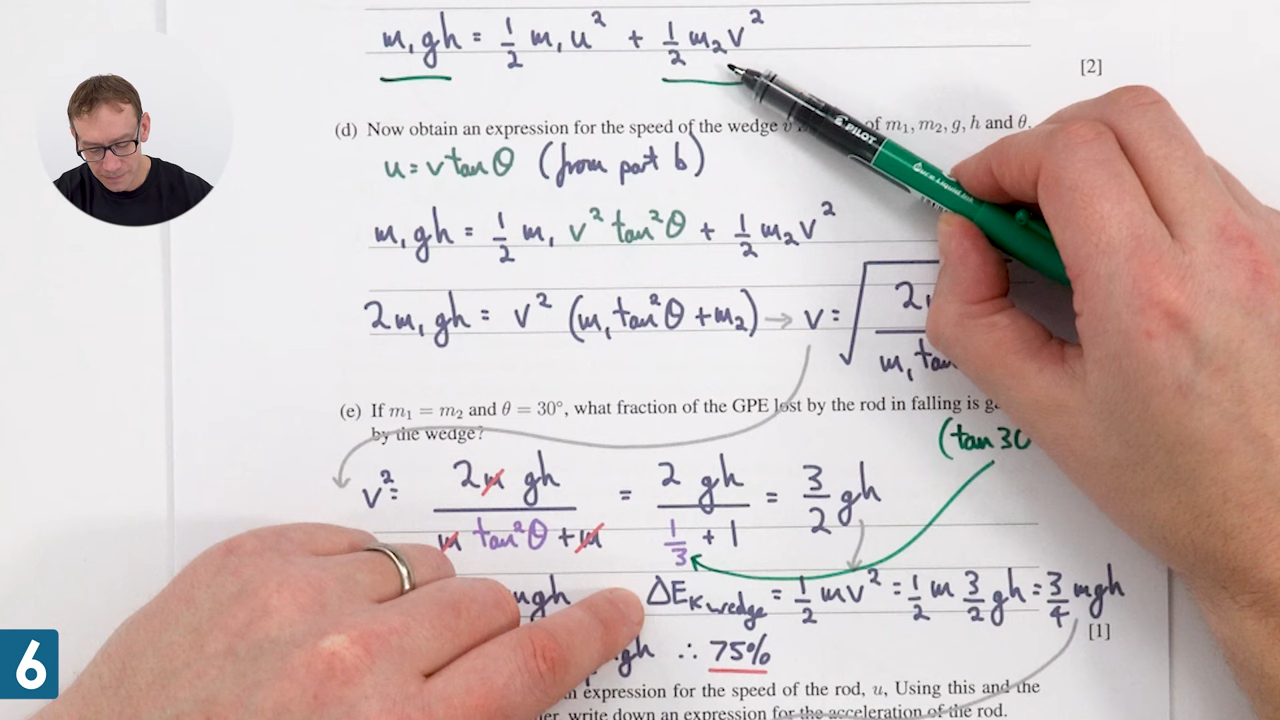 m₁gh = ½ m₁u² + ½ m₂v²
[2]
(d) Now obtain an expression for the speed of the wedge v of m₁, m₂, g, h and θ.
PILOT
u = v tan θ (from part b)
m₁gh = ½ m₁ v² tan² θ + ½ m₂v²
2m₁gh = v² (m₁tan²θ + m₂) → v = √ 2 / m₁
(e) If m₁ = m₂ and θ = 30°, what fraction of the GPE lost by the rod in falling is
by the wedge?
(tan 30
v² = 2m gh / m tan²θ + m = 2 gh / ⅓ + 1 = 3/2 gh
mgh ΔE_K wedge = ½ mv² = ½ m 3/2 gh = ¾ mgh
[1]
gh ∴ 75%
6
expression for the speed of the rod, u, Using this and the
write down an expression for the acceleration of the rod.